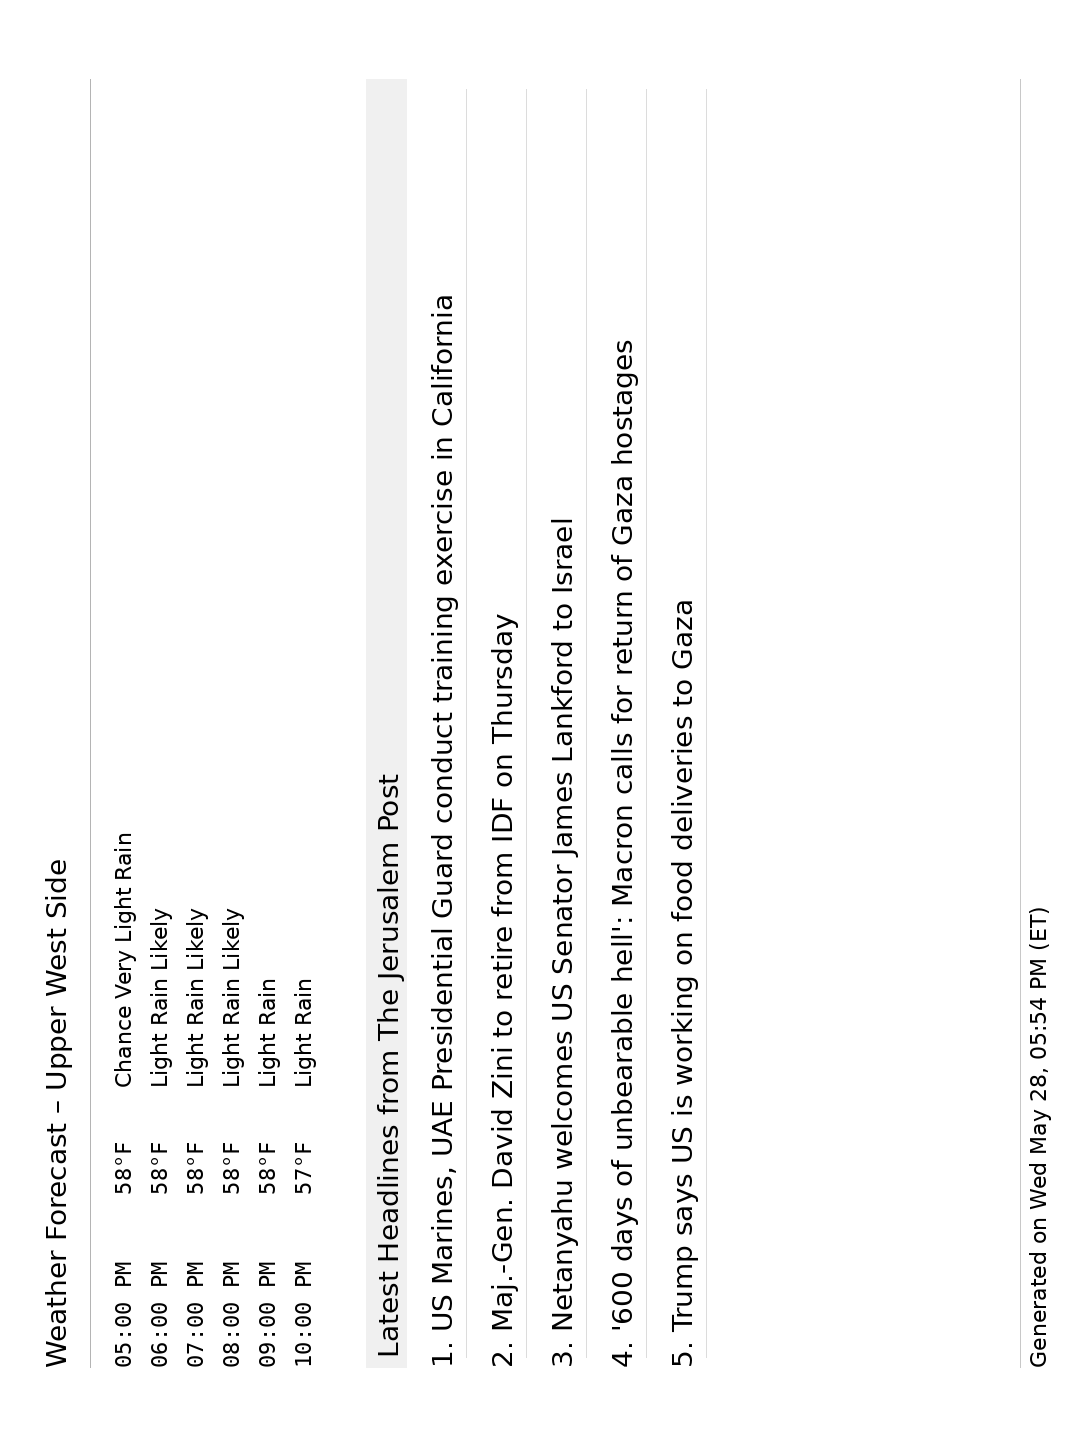 Weather Forecast – Upper West Side
05:00 PM 58°F Chance Very Light Rain
06:00 PM 58°F Light Rain Likely
07:00 PM 58°F Light Rain Likely
08:00 PM 58°F Light Rain Likely
09:00 PM 58°F Light Rain
10:00 PM 57°F Light Rain
Latest Headlines from The Jerusalem Post
1. US Marines, UAE Presidential Guard conduct training exercise in California
2. Maj.-Gen. David Zini to retire from IDF on Thursday
3. Netanyahu welcomes US Senator James Lankford to Israel
4. '600 days of unbearable hell': Macron calls for return of Gaza hostages
5. Trump says US is working on food deliveries to Gaza
Generated on Wed May 28, 05:54 PM (ET)